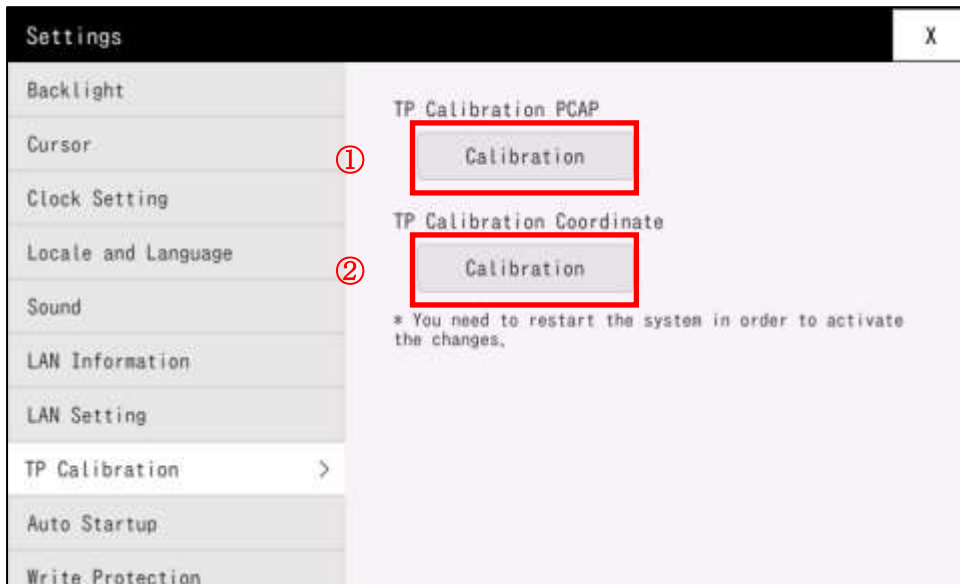 Settings
X
Backlight
Cursor
Clock Setting
Locale and Language
Sound
LAN Information
LAN Setting
TP Calibration >
Auto Startup
Write Protection
TP Calibration PCAP
① Calibration
TP Calibration Coordinate
② Calibration
* You need to restart the system in order to activate
the changes.